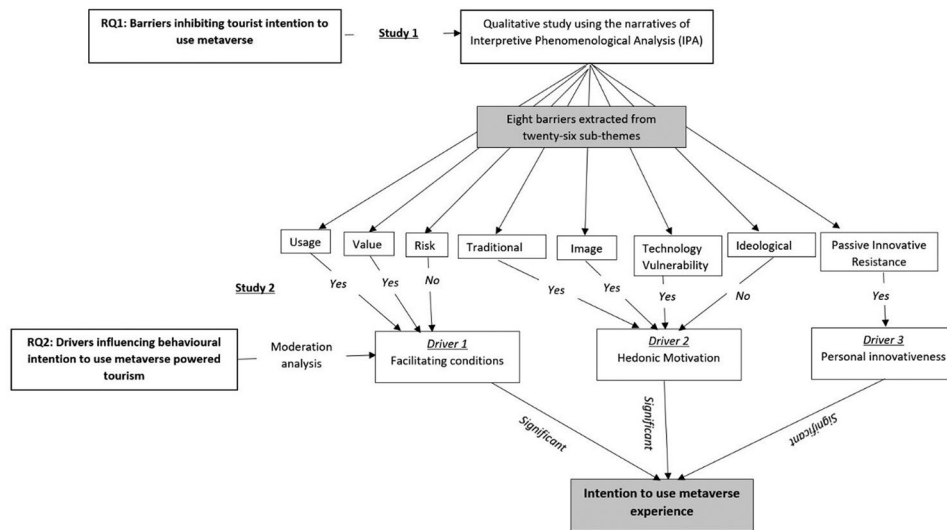 RQ1: Barriers inhibiting tourist intention to
use metaverse
Study 1
Qualitative study using the narratives of
Interpretive Phenomenological Analysis (IPA)
Eight barriers extracted from
twenty-six sub-themes
Usage
Value
Risk
Traditional
Image
Technology
Vulnerability
Ideological
Passive Innovative
Resistance
Study 2
Yes
Yes
No
Yes
Yes
Yes
No
Yes
RQ2: Drivers influencing behavioural
intention to use metaverse powered
tourism
Moderation
analysis
Driver 1
Facilitating conditions
Driver 2
Hedonic Motivation
Driver 3
Personal innovativeness
Significant
Significant
Significant
Intention to use metaverse
experience